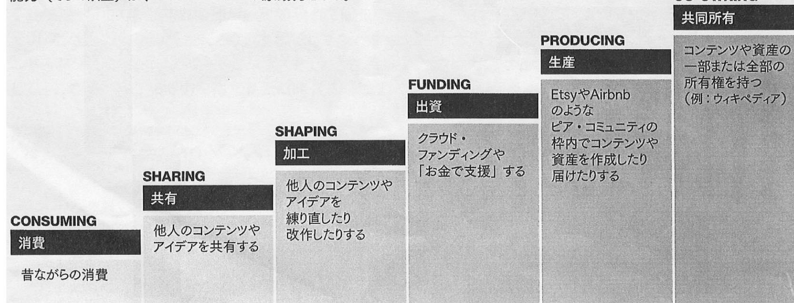 CONSUMING
消費
昔ながらの消費
SHARING
共有
他人のコンテンツや
アイデアを共有する
SHAPING
加工
他人のコンテンツや
アイデアを
練り直したり
改作したりする
FUNDING
出資
クラウド・
ファンディングや
「お金で支援」する
PRODUCING
生産
EtsyやAirbnb
のような
ピア・コミュニティの
枠内でコンテンツや
資産を作成したり
届けたりする
共同所有
コンテンツや資産の
一部または全部の
所有権を持つ
(例:ウィキペディア)